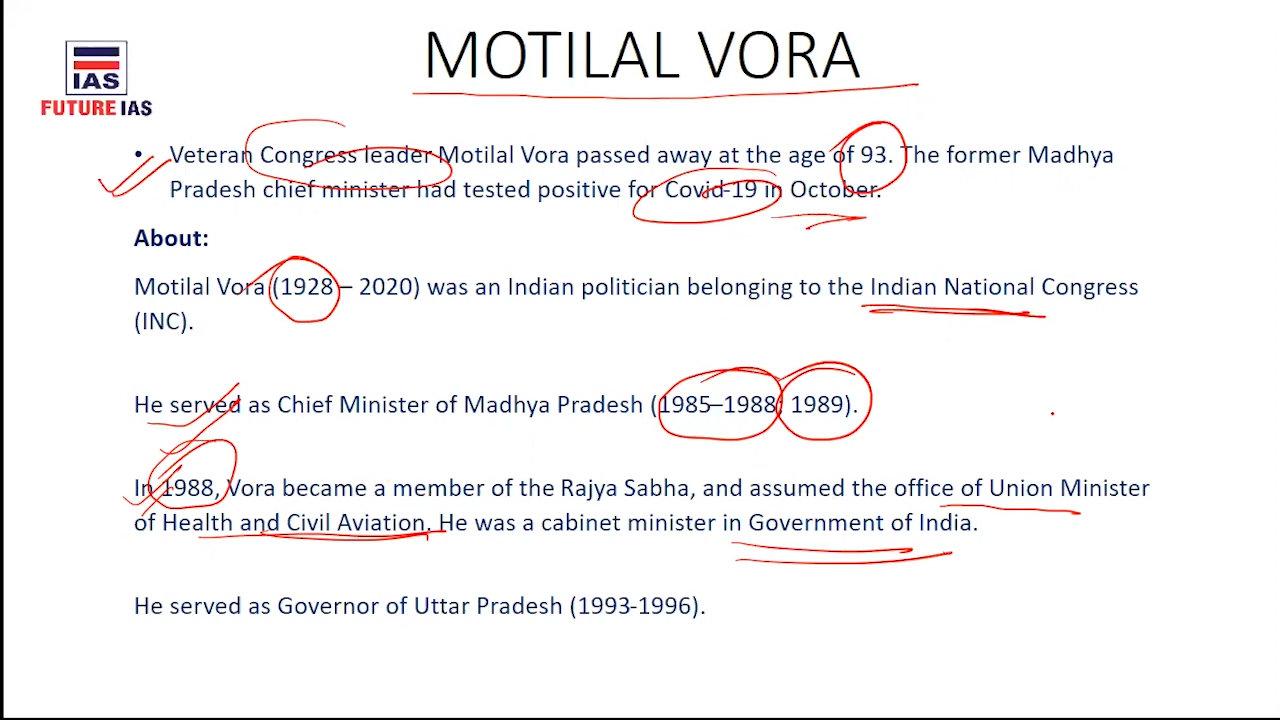 MOTILAL VORA
IAS
FUTURE IAS
• Veteran Congress leader Motilal Vora passed away at the age of 93. The former Madhya
Pradesh chief minister had tested positive for Covid-19 in October.
About:
Motilal Vora (1928 – 2020) was an Indian politician belonging to the Indian National Congress
(INC).
He served as Chief Minister of Madhya Pradesh (1985–1988; 1989).
In 1988, Vora became a member of the Rajya Sabha, and assumed the office of Union Minister
of Health and Civil Aviation. He was a cabinet minister in Government of India.
He served as Governor of Uttar Pradesh (1993-1996).